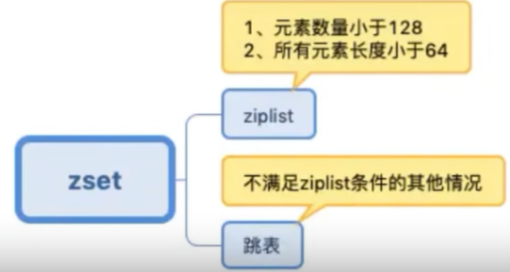 1、元素数量小于128
2、所有元素长度小于64
ziplist
zset
不满足ziplist条件的其他情况
跳表